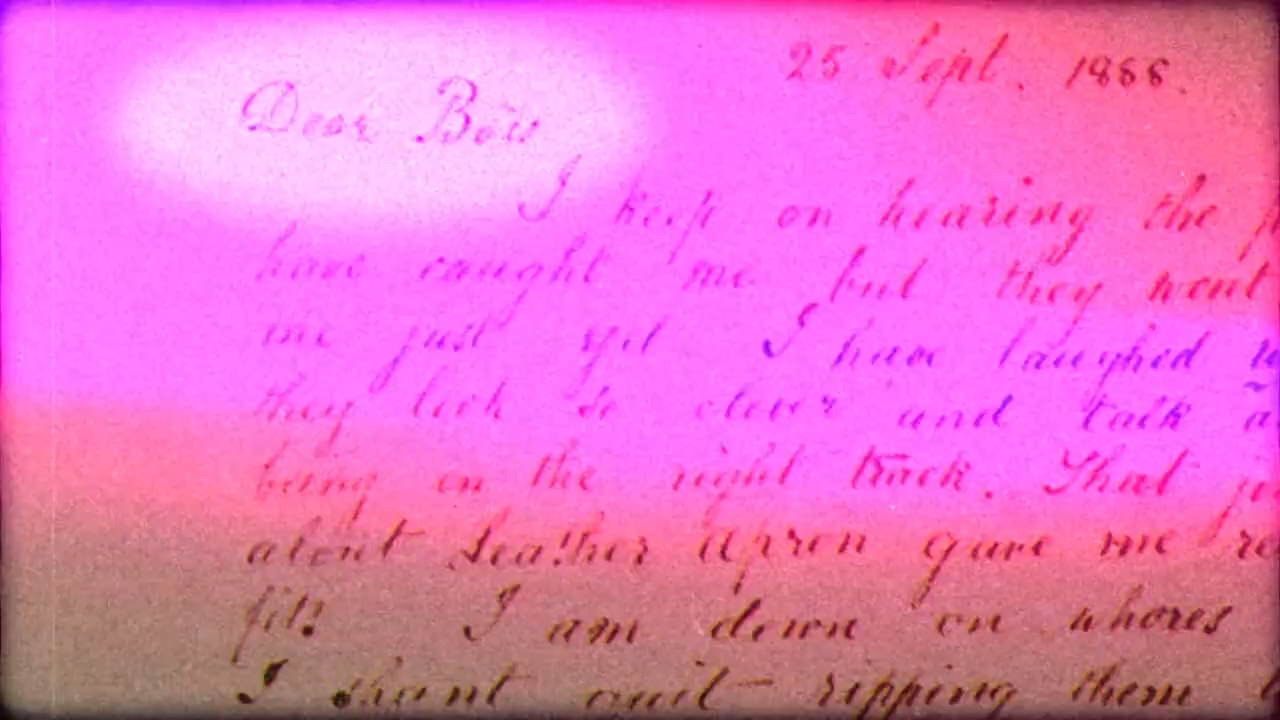 25 Sept. 1888.
Dear Boss
I keep on hearing the
have caught me but they wont
me just yet I have laughed
they look so clever and talk
being on the right track. That
about Leather apron gave me re
fits I am down on whores
I shant quit ripping them